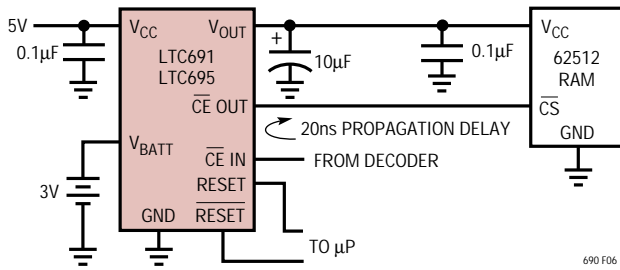 5V
0.1µF
VCC
VOUT
LTC691
LTC695
+
10µF
0.1µF
VCC
62512
RAM
CE OUT
CS
20ns PROPAGATION DELAY
GND
VBATT
3V
CE IN
FROM DECODER
RESET
GND
RESET
TO µP
690 F06